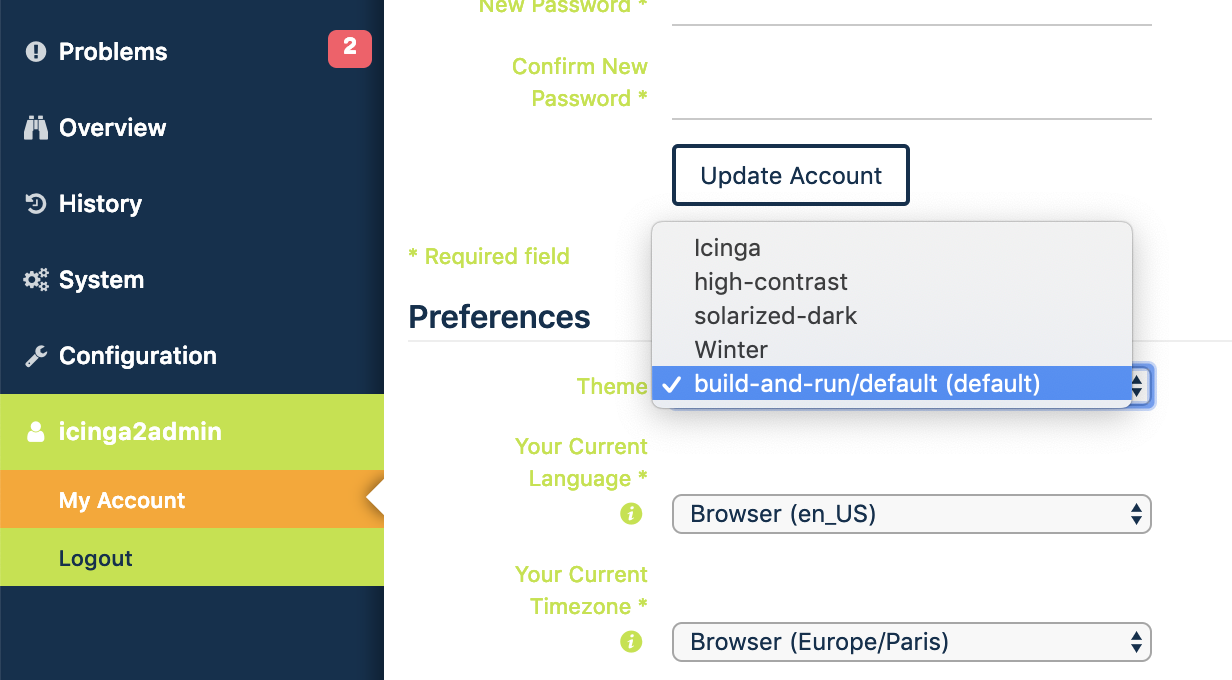 Problems
2
Overview
History
System
Configuration
icinga2admin
My Account
Logout
New Password *
Confirm New
Password *
Update Account
* Required field
Preferences
Theme
Icinga
high-contrast
solarized-dark
Winter
✓ build-and-run/default (default)
Your Current
Language *
i
Browser (en_US)
Your Current
Timezone *
i
Browser (Europe/Paris)